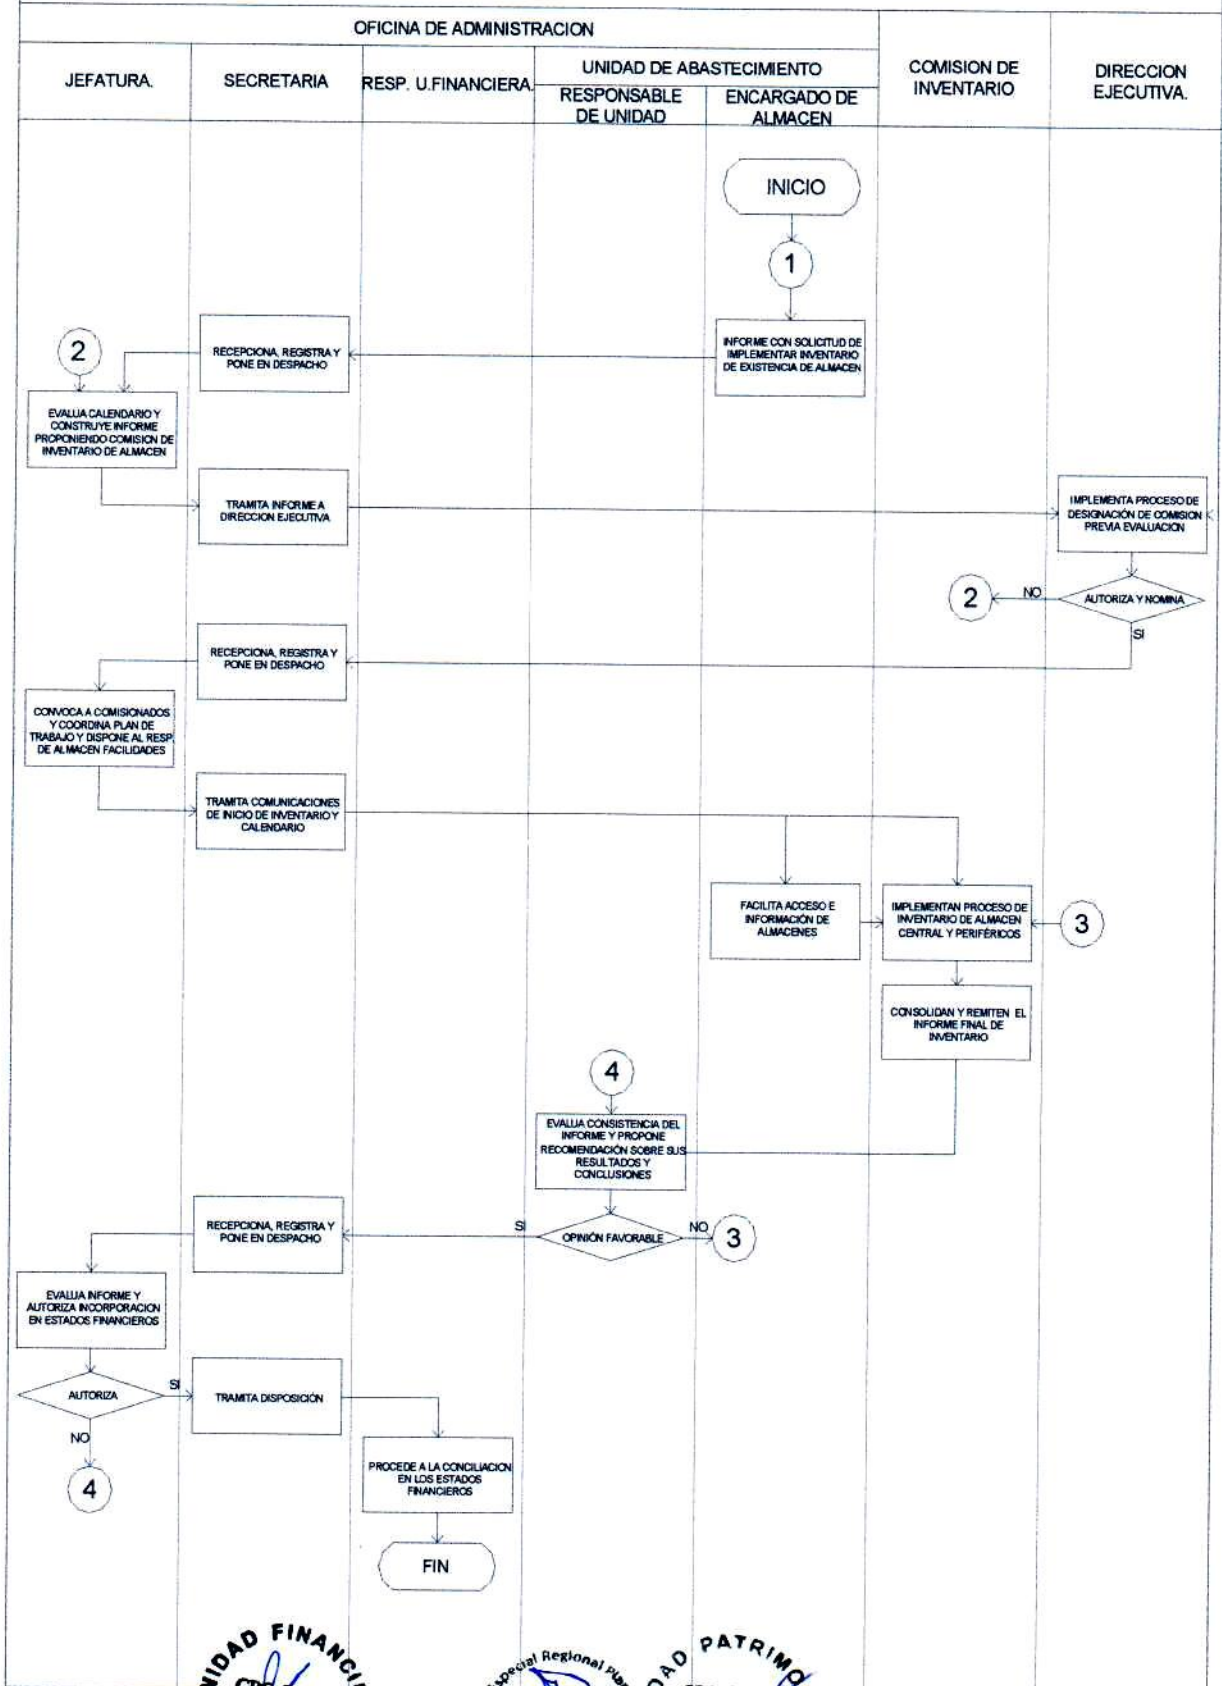 OFICINA DE ADMINISTRACION
JEFATURA.
SECRETARIA
RESP. U.FINANCIERA.
UNIDAD DE ABASTECIMIENTO
RESPONSABLE
DE UNIDAD
ENCARGADO DE
ALMACEN
COMISION DE
INVENTARIO
DIRECCION
EJECUTIVA.
INICIO
1
INFORME CON SOLICITUD DE
IMPLEMENTAR INVENTARIO
DE EXISTENCIA DE ALMACEN
RECEPCIONA, REGISTRA Y
PONE EN DESPACHO
2
EVALUA CALENDARIO Y
CONSTRUYE INFORME
PROPONIENDO COMISION DE
INVENTARIO DE ALMACEN
TRAMITA INFORME A
DIRECCION EJECUTIVA
IMPLEMENTA PROCESO DE
DESIGNACIÓN DE COMISION
PREVIA EVALUACION
AUTORIZA Y NOMINA
NO
2
SI
RECEPCIONA, REGISTRA Y
PONE EN DESPACHO
CONVOCA A COMISIONADOS
Y COORDINA PLAN DE
TRABAJO Y DISPONE AL RESP.
DE ALMACEN FACILIDADES
TRAMITA COMUNICACIONES
DE INICIO DE INVENTARIO Y
CALENDARIO
FACILITA ACCESO E
INFORMACIÓN DE
ALMACENES
IMPLEMENTAN PROCESO DE
INVENTARIO DE ALMACEN
CENTRAL Y PERIFÉRICOS
3
CONSOLIDAN Y REMITEN EL
INFORME FINAL DE
INVENTARIO
4
EVALUA CONSISTENCIA DEL
INFORME Y PROPONE
RECOMENDACIÓN SOBRE SUS
RESULTADOS Y
CONCLUSIONES
OPINIÓN FAVORABLE
NO
3
SI
RECEPCIONA, REGISTRA Y
PONE EN DESPACHO
EVALUA INFORME Y
AUTORIZA INCORPORACION
EN ESTADOS FINANCIEROS
AUTORIZA
SI
TRAMITA DISPOSICIÓN
NO
4
PROCEDE A LA CONCILIACION
EN LOS ESTADOS
FINANCIEROS
FIN
Regional